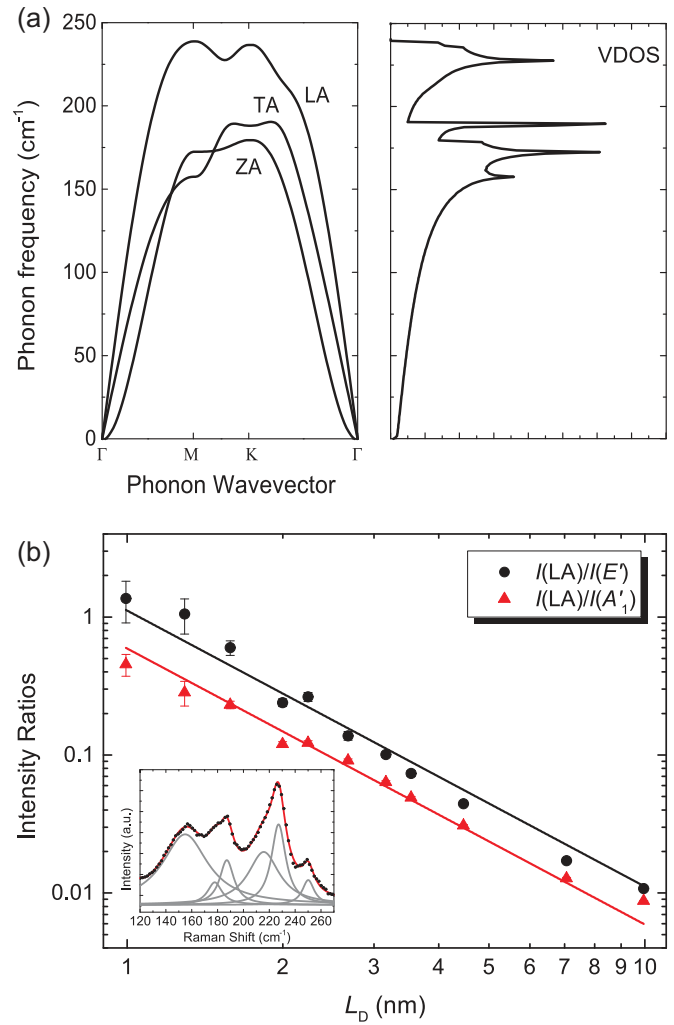 (a)
250
200
150
100
50
0
Phonon frequency (cm⁻¹)
LA
TA
ZA
Γ M K Γ
Phonon Wavevector
VDOS
(b)
I(LA)/I(E′)
I(LA)/I(A′₁)
1
0.1
0.01
Intensity Ratios
Intensity (a.u.)
120 140 160 180 200 220 240 260
Raman Shift (cm⁻¹)
1 2 3 4 5 6 7 8 9 10
L_D (nm)